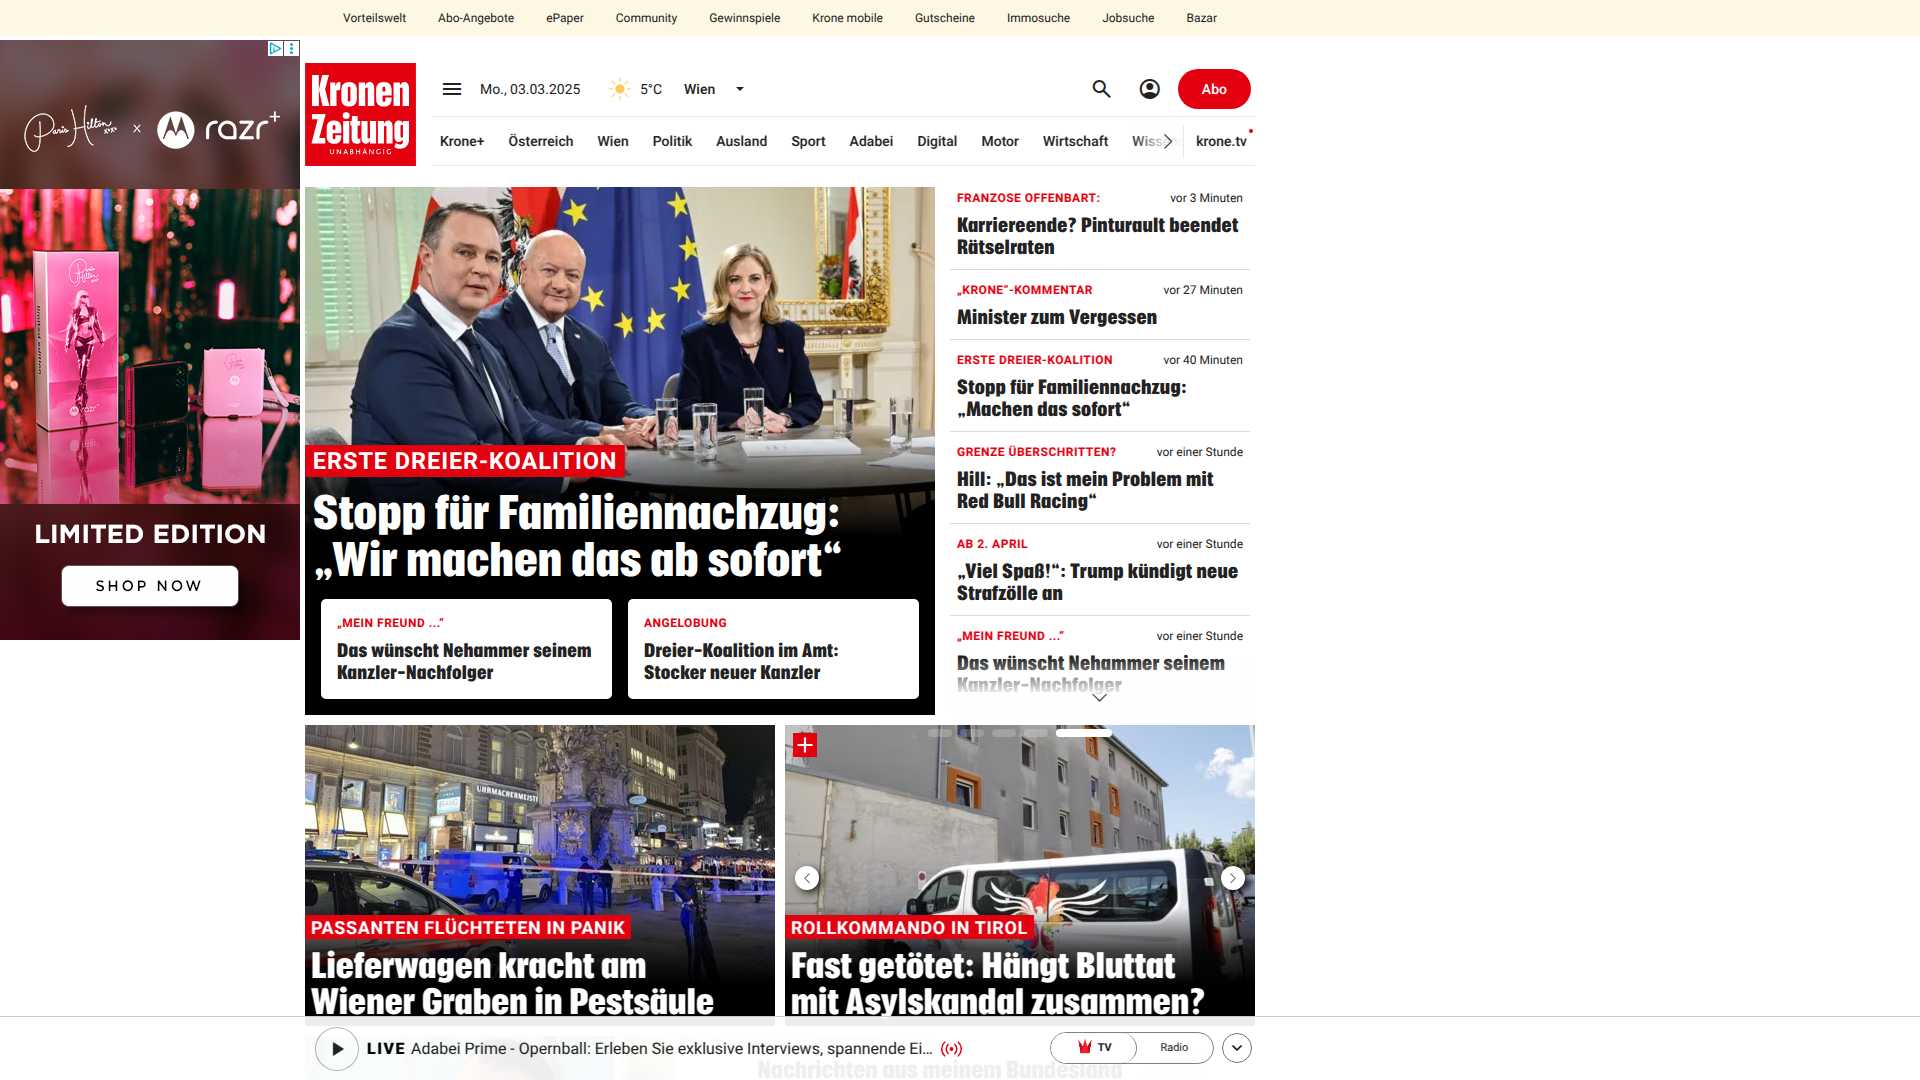 Vorteilswelt
Abo-Angebote
ePaper
Community
Gewinnspiele
Krone mobile
Gutscheine
Immosuche
Jobsuche
Bazar
Paris Hilton
x
razr+
LIMITED EDITION
SHOP NOW
Kronen
Zeitung
UNABHÄNGIG
Mo., 03.03.2025
5°C
Wien
Abo
Krone+
Österreich
Wien
Politik
Ausland
Sport
Adabei
Digital
Motor
Wirtschaft
krone.tv
ERSTE DREIER-KOALITION
Stopp für Familiennachzug:
„Wir machen das ab sofort“
„MEIN FREUND ...“
Das wünscht Nehammer seinem
Kanzler-Nachfolger
ANGELOBUNG
Dreier-Koalition im Amt:
Stocker neuer Kanzler
FRANZOSE OFFENBART:
vor 3 Minuten
Karriereende? Pinturault beendet
Rätselraten
„KRONE“-KOMMENTAR
vor 27 Minuten
Minister zum Vergessen
ERSTE DREIER-KOALITION
vor 40 Minuten
Stopp für Familiennachzug:
„Machen das sofort“
GRENZE ÜBERSCHRITTEN?
vor einer Stunde
Hill: „Das ist mein Problem mit
Red Bull Racing“
AB 2. APRIL
vor einer Stunde
„Viel Spaß!“: Trump kündigt neue
Strafzölle an
„MEIN FREUND ...“
vor einer Stunde
Das wünscht Nehammer seinem
Kanzler-Nachfolger
UHRMACHERMEISTER
PASSANTEN FLÜCHTETEN IN PANIK
Lieferwagen kracht am
Wiener Graben in Pestsäule
ROLLKOMMANDO IN TIROL
Fast getötet: Hängt Bluttat
mit Asylskandal zusammen?
LIVE Adabei Prime - Opernball: Erleben Sie exklusive Interviews, spannende Ei...
TV
Radio
Nachrichten aus meinem Bundesland